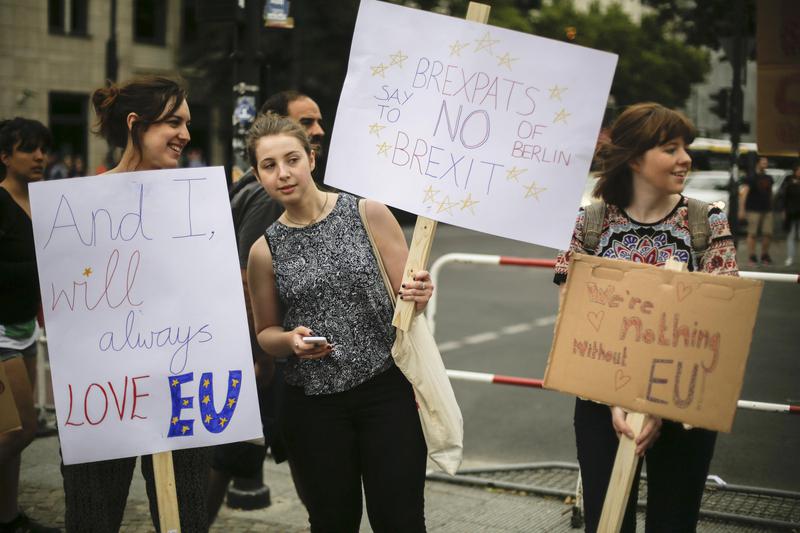 And I,
will
always
LOVE EU
BREXPATS
SAY TO
NO
OF BERLIN
BREXIT
We're
Nothing
Without
EU!